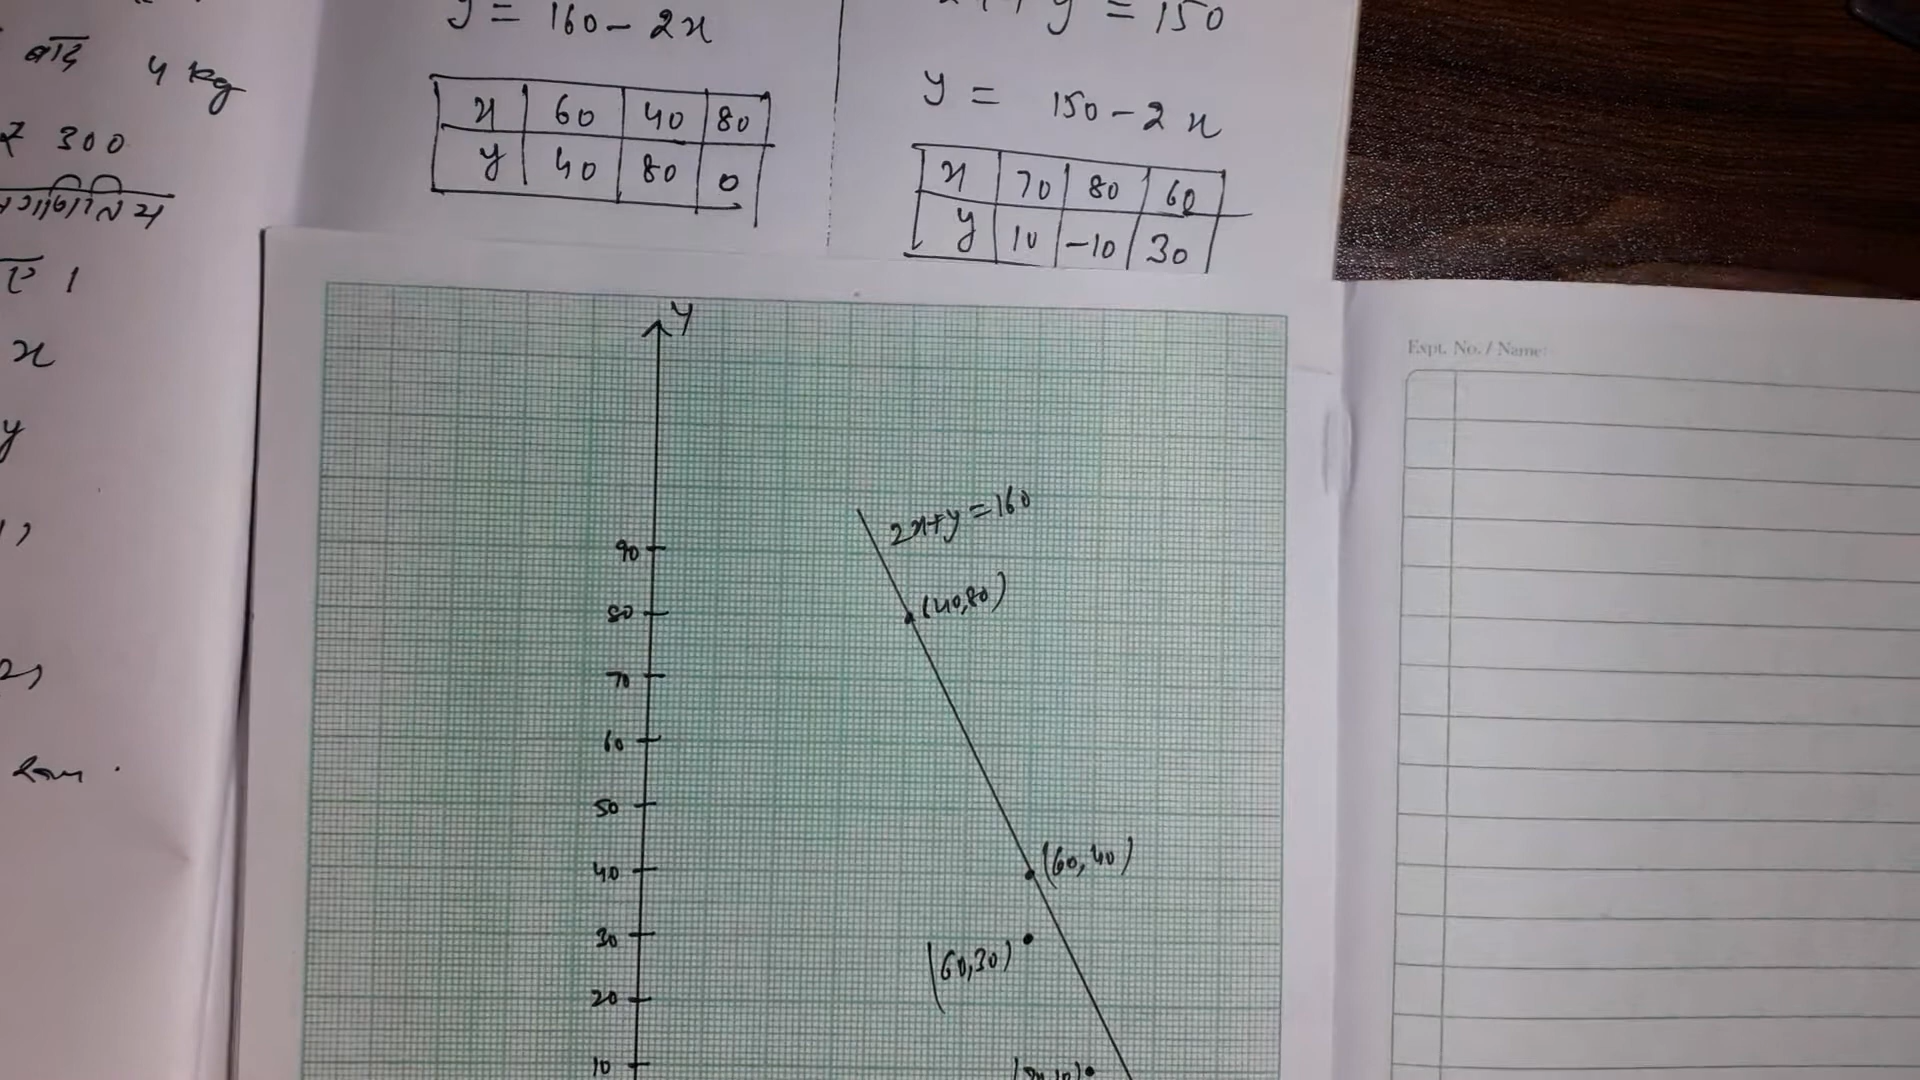 4 kg
₹ 300
1
x
y
y = 160 - 2x
x 60 40 80
y 40 80 0
y = 150
y = 150 - 2x
x 70 80 60
y 10 -10 30
Y
2x+y = 160
90
(40,80)
80
70
60
50
(60,40)
40
30
(60,30)
20
10
Expt. No. / Name: